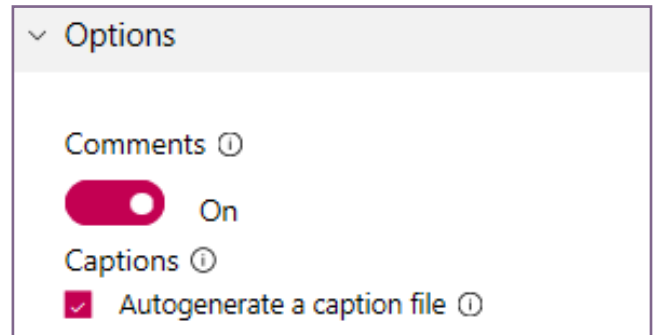 Options
Comments
On
Captions
Autogenerate a caption file